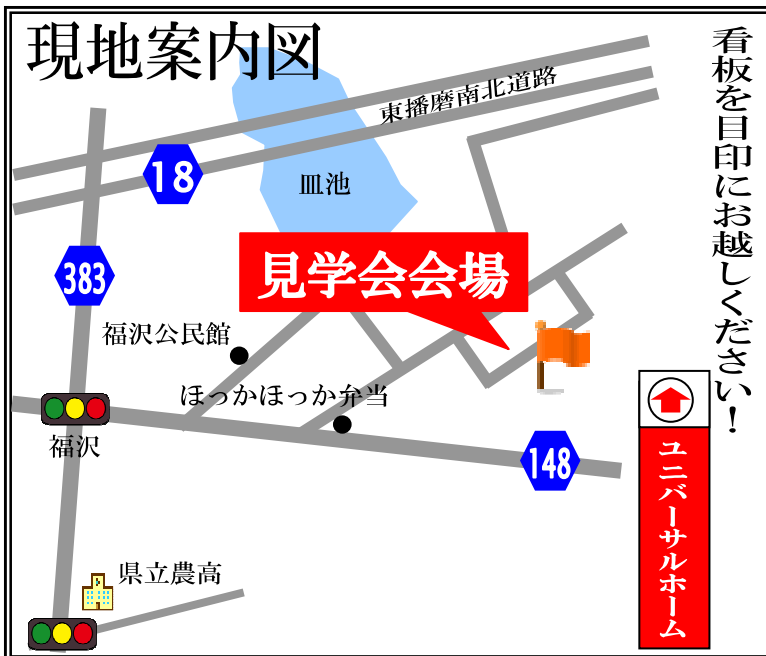 現地案内図
看板を目印にお越しください!
東播磨南北道路
18
皿池
383
見学会会場
福沢公民館
ほっかほっか弁当
福沢
148
ユニバーサルホーム
県立農高